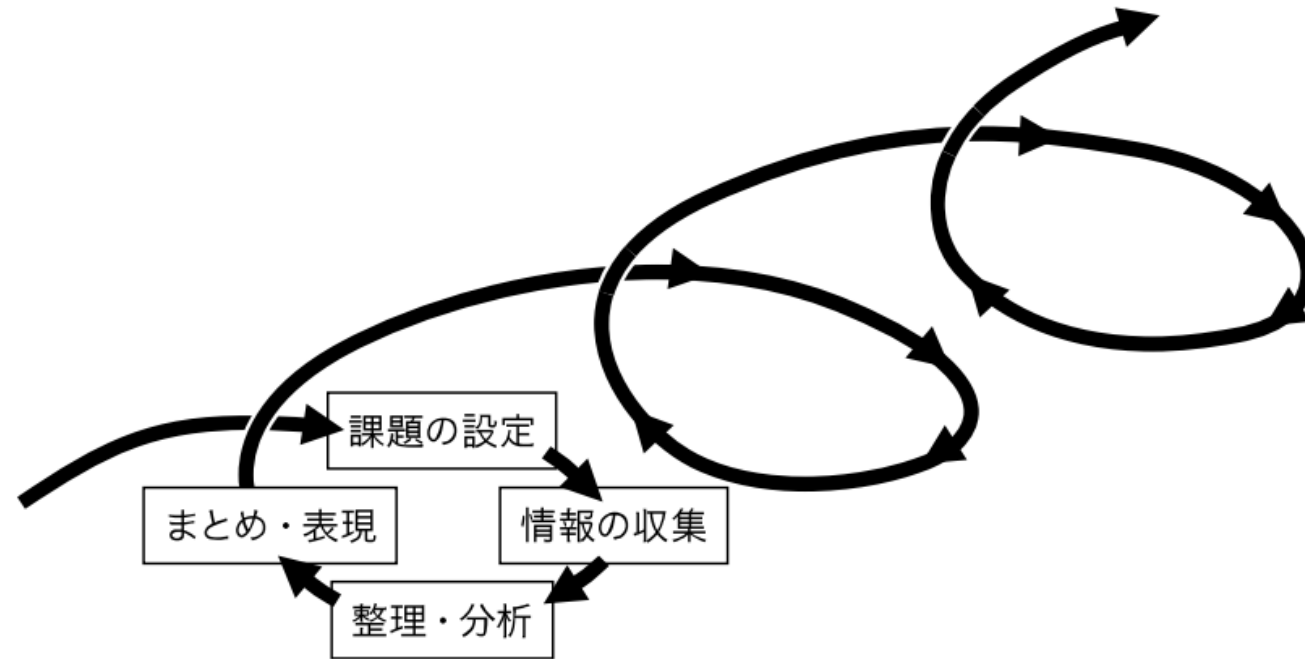 課題の設定
情報の収集
整理・分析
まとめ・表現